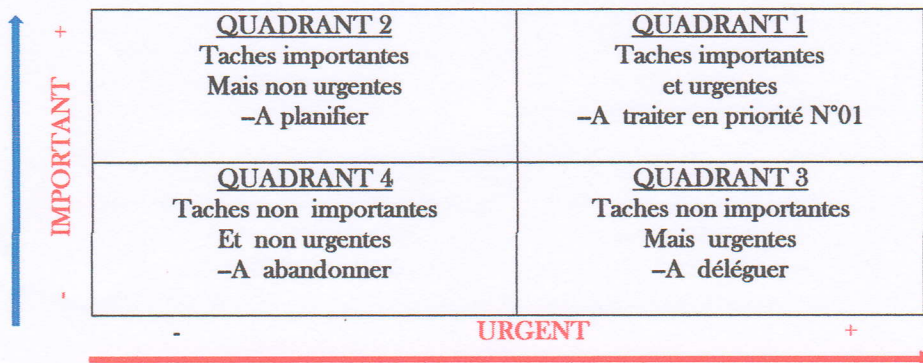 +
IMPORTANT
-
QUADRANT 2
Taches importantes
Mais non urgentes
–A planifier
QUADRANT 1
Taches importantes
et urgentes
–A traiter en priorité N°01
QUADRANT 4
Taches non importantes
Et non urgentes
–A abandonner
QUADRANT 3
Taches non importantes
Mais urgentes
–A déléguer
- URGENT +